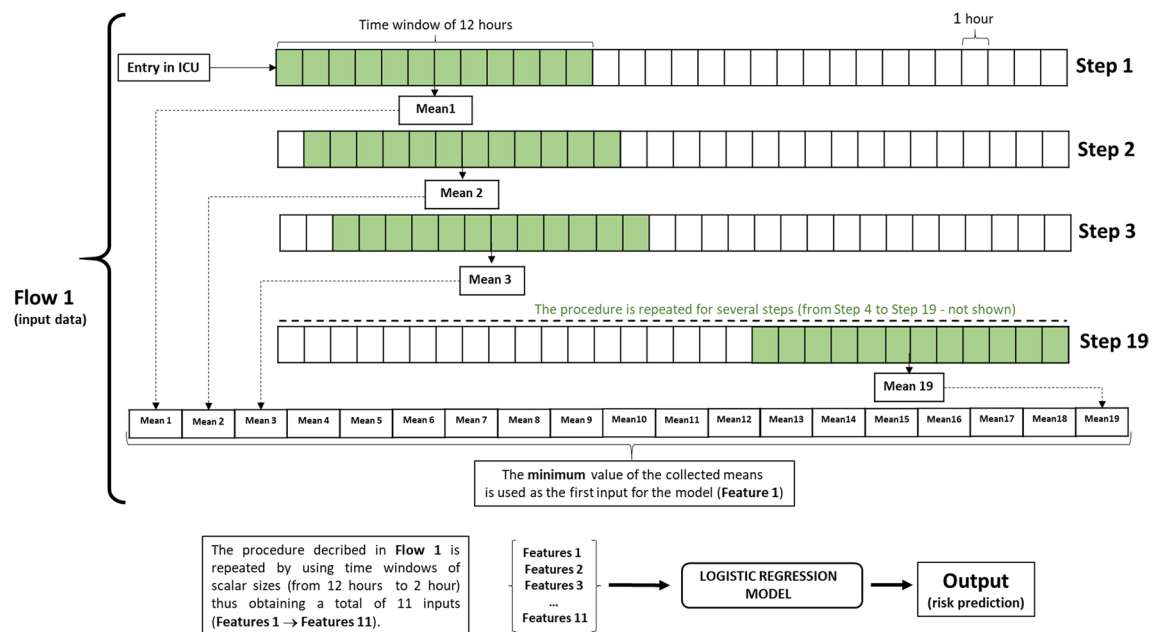 Time window of 12 hours
1 hour
Entry in ICU
Step 1
Mean1
Step 2
Mean 2
Step 3
Mean 3
Flow 1
(input data)
The procedure is repeated for several steps (from Step 4 to Step 19 - not shown)
Step 19
Mean 19
Mean 1 Mean 2 Mean 3 Mean 4 Mean 5 Mean 6 Mean 7 Mean 8 Mean 9 Mean10 Mean11 Mean12 Mean13 Mean14 Mean15 Mean16 Mean17 Mean18 Mean19
The minimum value of the collected means
is used as the first input for the model (Feature 1)
The procedure decribed in Flow 1 is
repeated by using time windows of
scalar sizes (from 12 hours to 2 hour)
thus obtaining a total of 11 inputs
(Features 1 → Features 11).
Features 1
Features 2
Features 3
...
Features 11
LOGISTIC REGRESSION
MODEL
Output
(risk prediction)